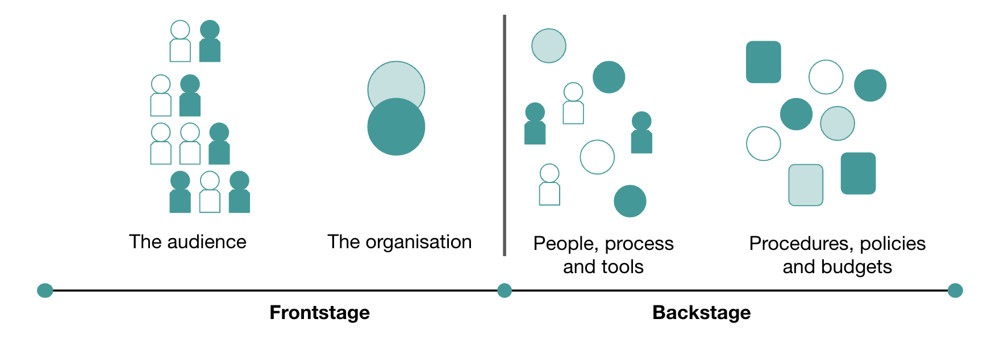 The audience
The organisation
People, process
and tools
Procedures, policies
and budgets
Frontstage
Backstage